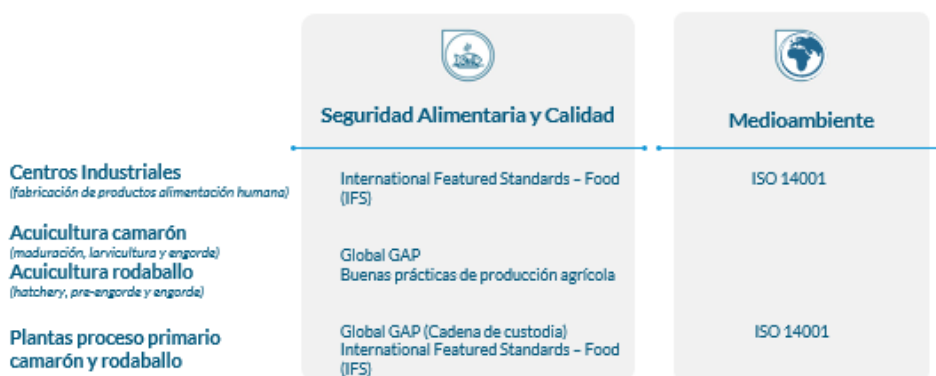 Seguridad Alimentaria y Calidad
Medioambiente
Centros Industriales
(fabricación de productos alimentación humana)
International Featured Standards – Food
(IFS)
ISO 14001
Acuicultura camarón
(maduración, larvicultura y engorde)
Acuicultura rodaballo
(hatchery, pre-engorde y engorde)
Global GAP
Buenas prácticas de producción agrícola
Plantas proceso primario
camarón y rodaballo
Global GAP (Cadena de custodia)
International Featured Standards – Food
(IFS)
ISO 14001